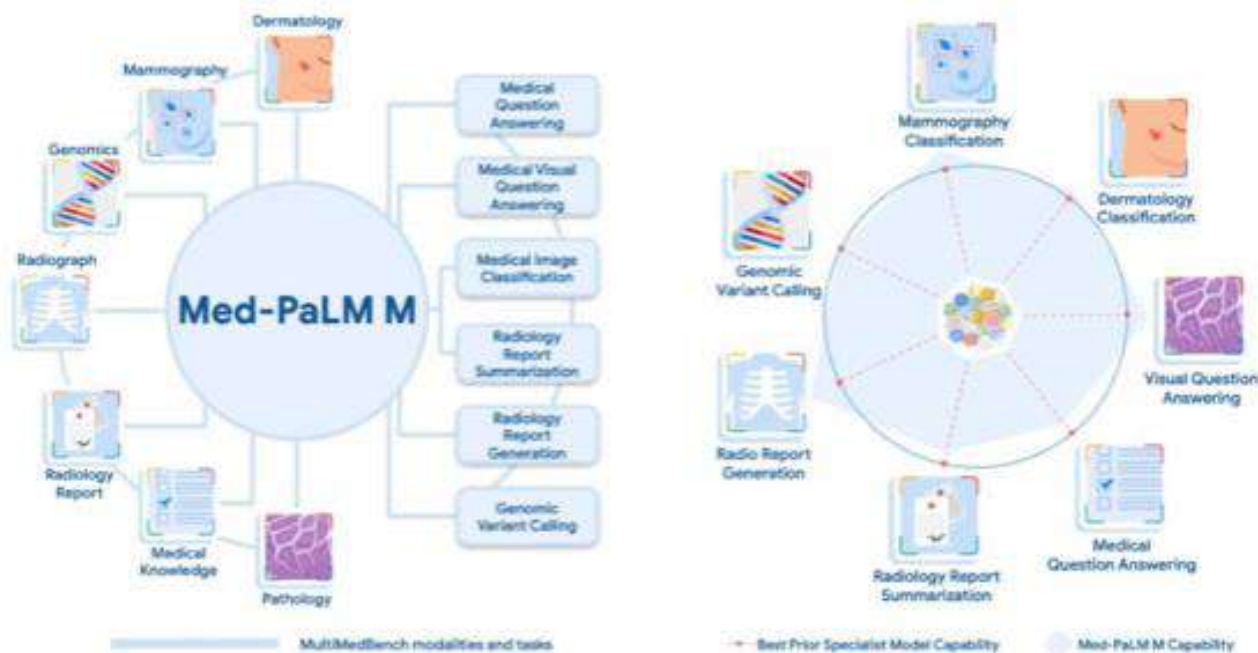 Dermatology
Mammography
Genomics
Radiograph
Radiology
Report
Medical
Knowledge
Pathology
Med-PaLM M
Medical
Question
Answering
Medical Visual
Question
Answering
Medical Image
Classification
Radiology
Report
Summarization
Radiology
Report
Generation
Genomic
Variant Calling
MultiMedBench modalities and tasks
Mammography
Classification
Dermatology
Classification
Genomic
Variant Calling
Visual Question
Answering
Radio Report
Generation
Medical
Question Answering
Radiology Report
Summarization
Best Prior Specialist Model Capability
Med-PaLM M Capability